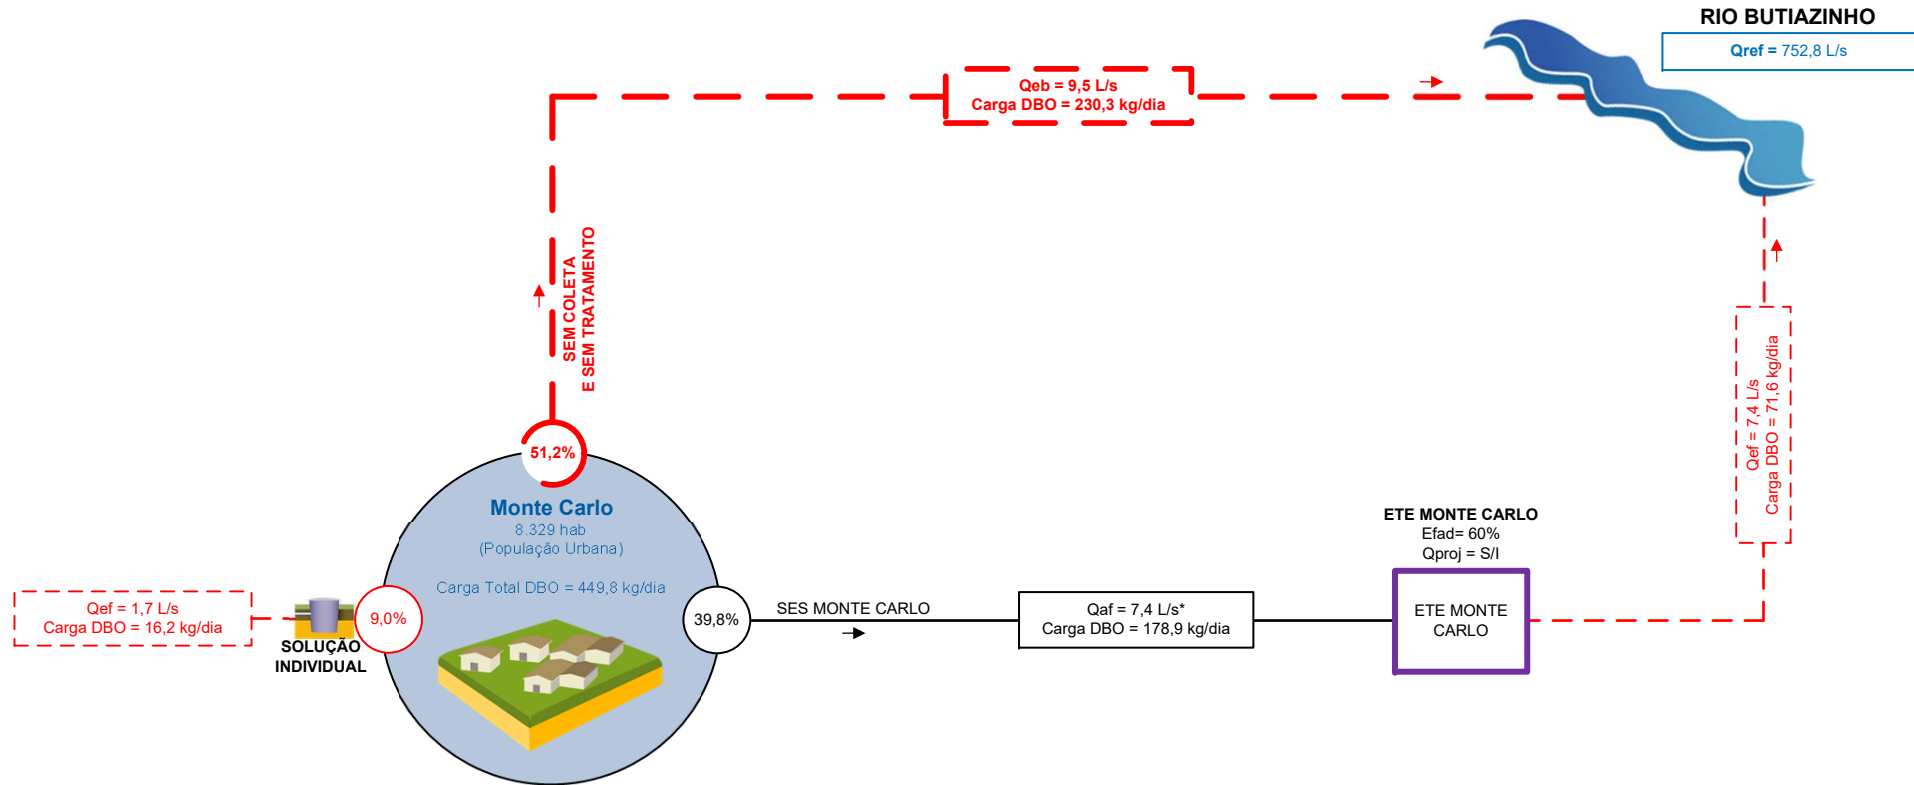 RIO BUTIAZINHO
Qref = 752,8 L/s
Qeb = 9,5 L/s
Carga DBO = 230,3 kg/dia
SEM COLETA
E SEM TRATAMENTO
51,2%
Monte Carlo
8.329 hab
(População Urbana)
Carga Total DBO = 449,8 kg/dia
Qef = 1,7 L/s
Carga DBO = 16,2 kg/dia
SOLUÇÃO
INDIVIDUAL
9,0%
39,8%
SES MONTE CARLO
Qaf = 7,4 L/s*
Carga DBO = 178,9 kg/dia
ETE MONTE CARLO
Efad= 60%
Qproj = S/I
ETE MONTE
CARLO
Qef = 7,4 L/s
Carga DBO = 71,6 kg/dia